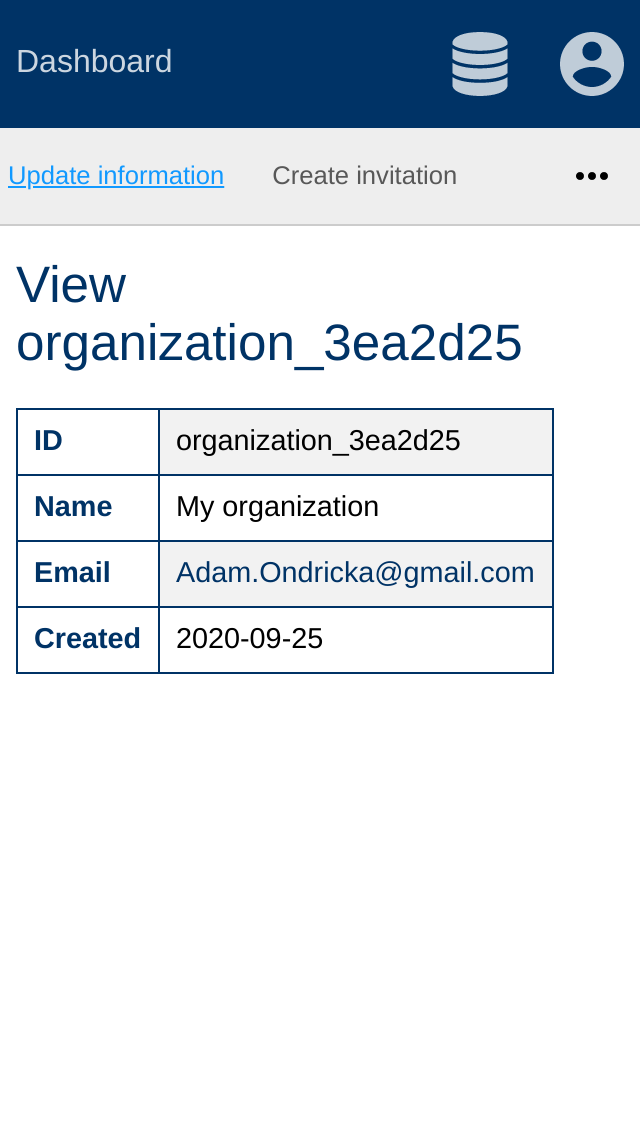 Dashboard
Update information Create invitation
View
organization_3ea2d25
ID organization_3ea2d25
Name My organization
Email Adam.Ondricka@gmail.com
Created 2020-09-25